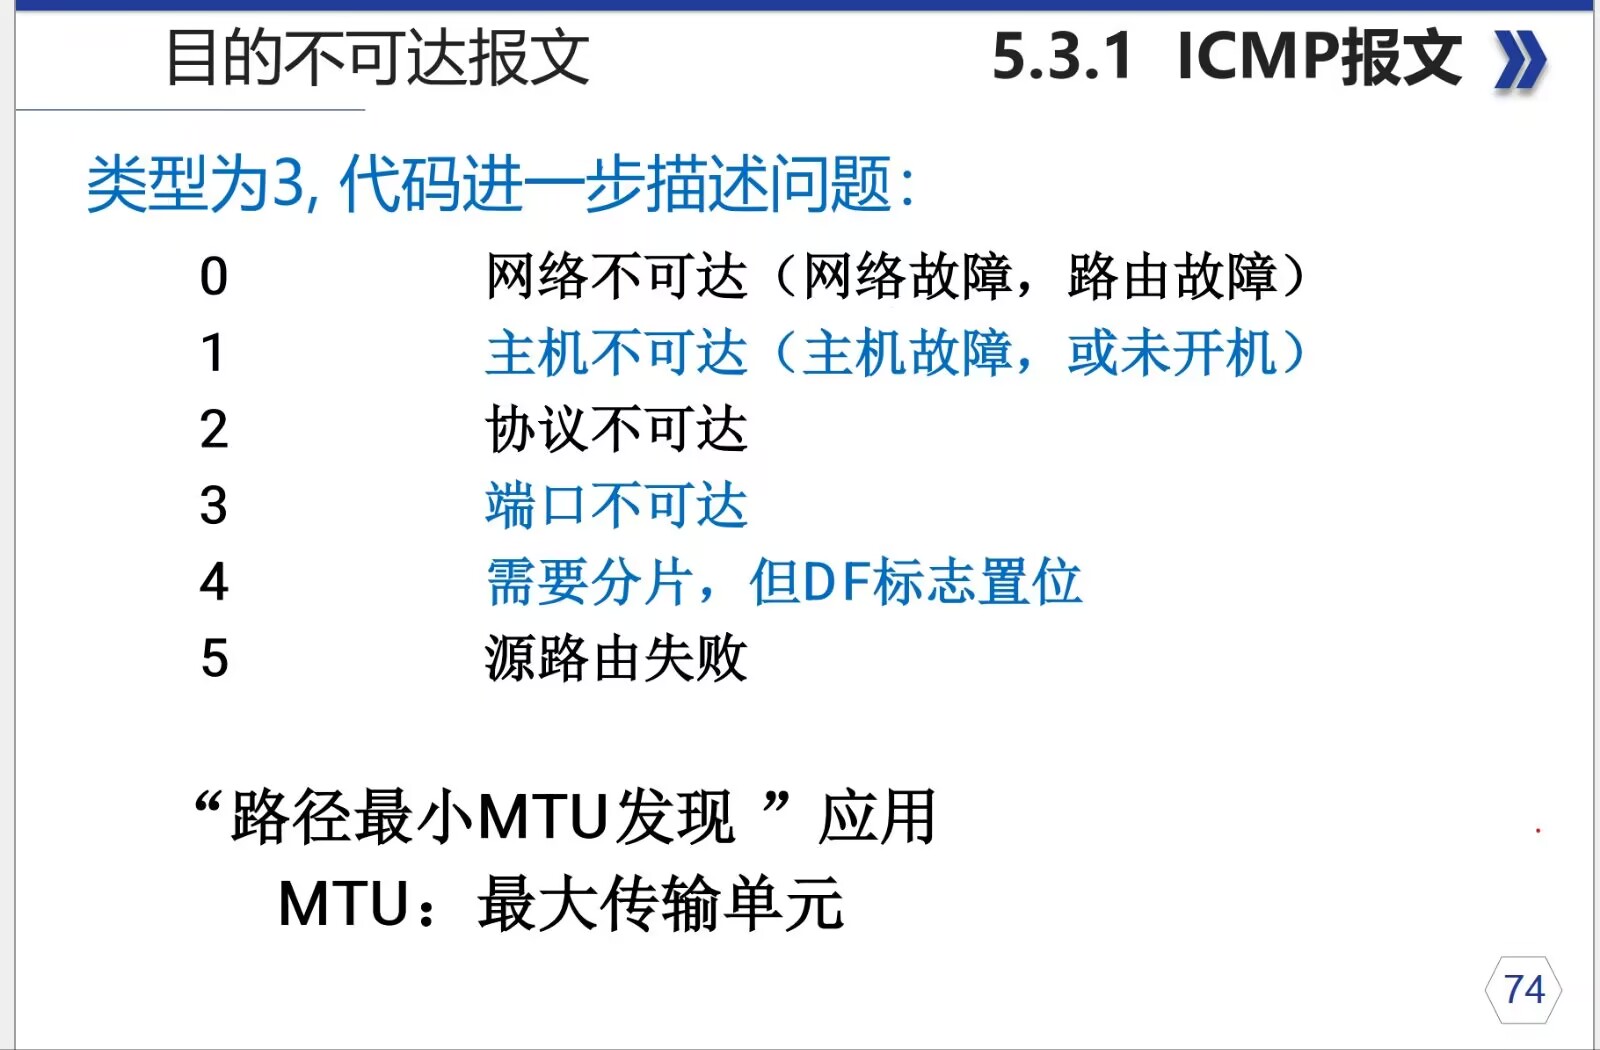 目的不可达报文
5.3.1 ICMP报文
类型为3, 代码进一步描述问题:
0 网络不可达（网络故障，路由故障）
1 主机不可达（主机故障，或未开机）
2 协议不可达
3 端口不可达
4 需要分片，但DF标志置位
5 源路由失败
“路径最小MTU发现 ”应用
MTU：最大传输单元
74